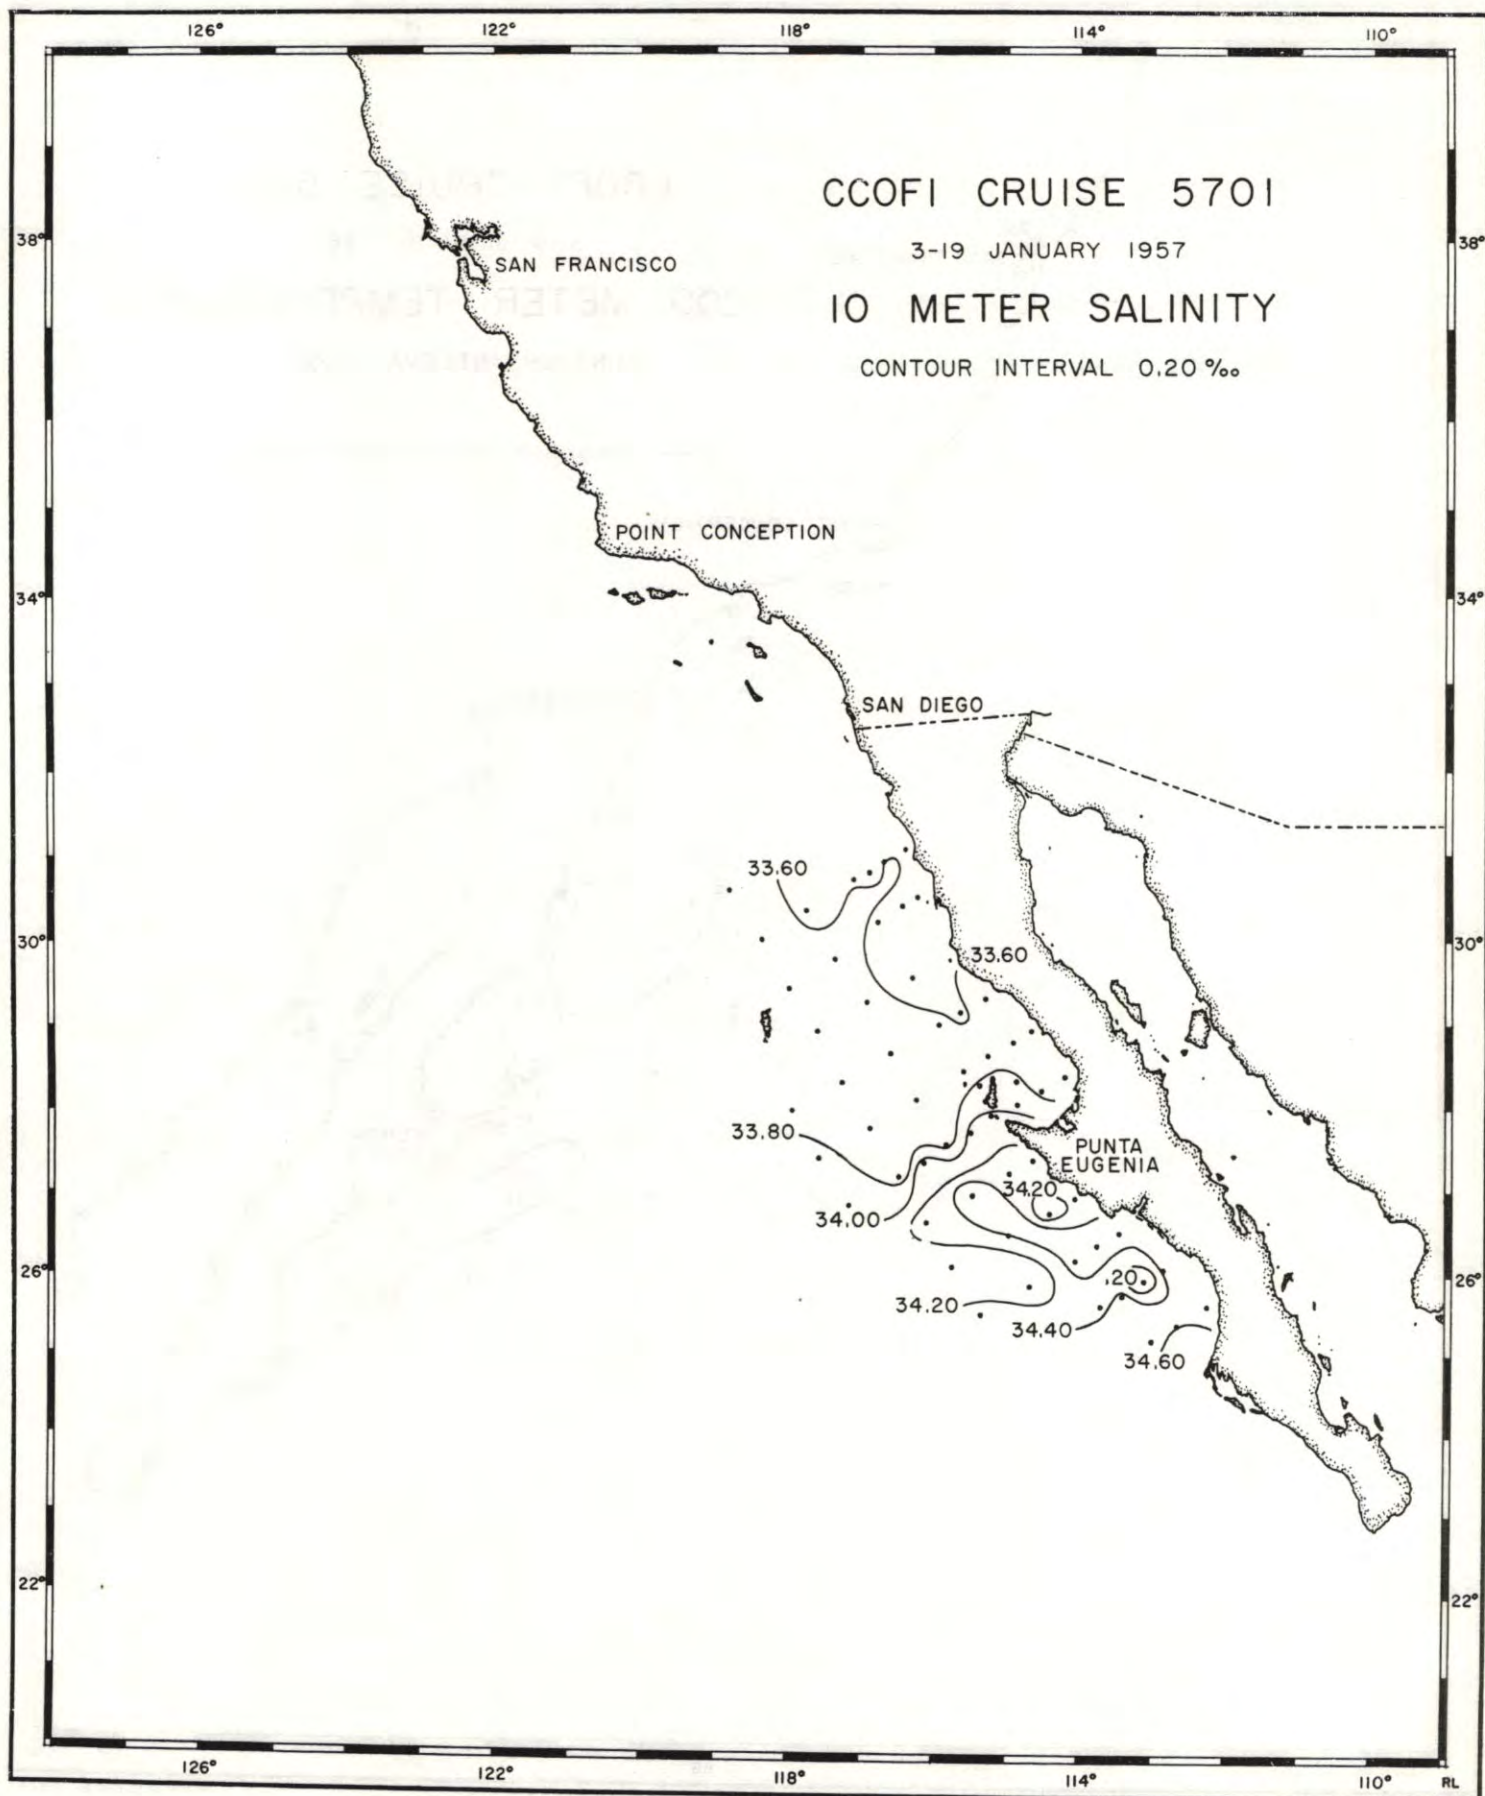 126° 122° 118° 114° 110°
CCOFI CRUISE 5701
3-19 JANUARY 1957
10 METER SALINITY
CONTOUR INTERVAL 0.20 ‰
38° 38°
SAN FRANCISCO
POINT CONCEPTION
34° 34°
SAN DIEGO
33.60
30° 33.60 30°
33.80
PUNTA
EUGENIA
34.20
34.00
26° .20 26°
34.20
34.40
34.60
22° 22°
126° 122° 118° 114° 110° RL